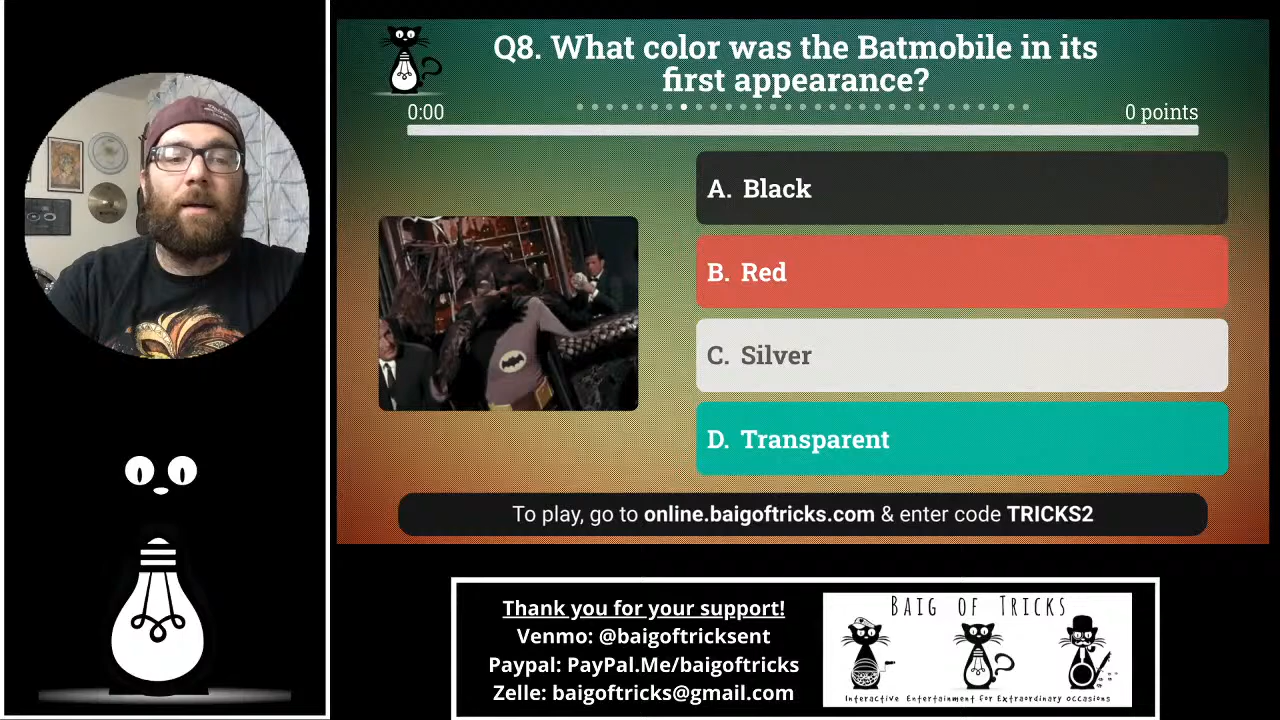 Q8. What color was the Batmobile in its
first appearance?
0:00
0 points
A. Black
B. Red
C. Silver
D. Transparent
To play, go to online.baigoftricks.com & enter code TRICKS2
Thank you for your support!
Venmo: @baigoftricksent
Paypal: PayPal.Me/baigoftricks
Zelle: baigoftricks@gmail.com
BAIG OF TRICKS
Interactive Entertainment for Extraordinary occasions